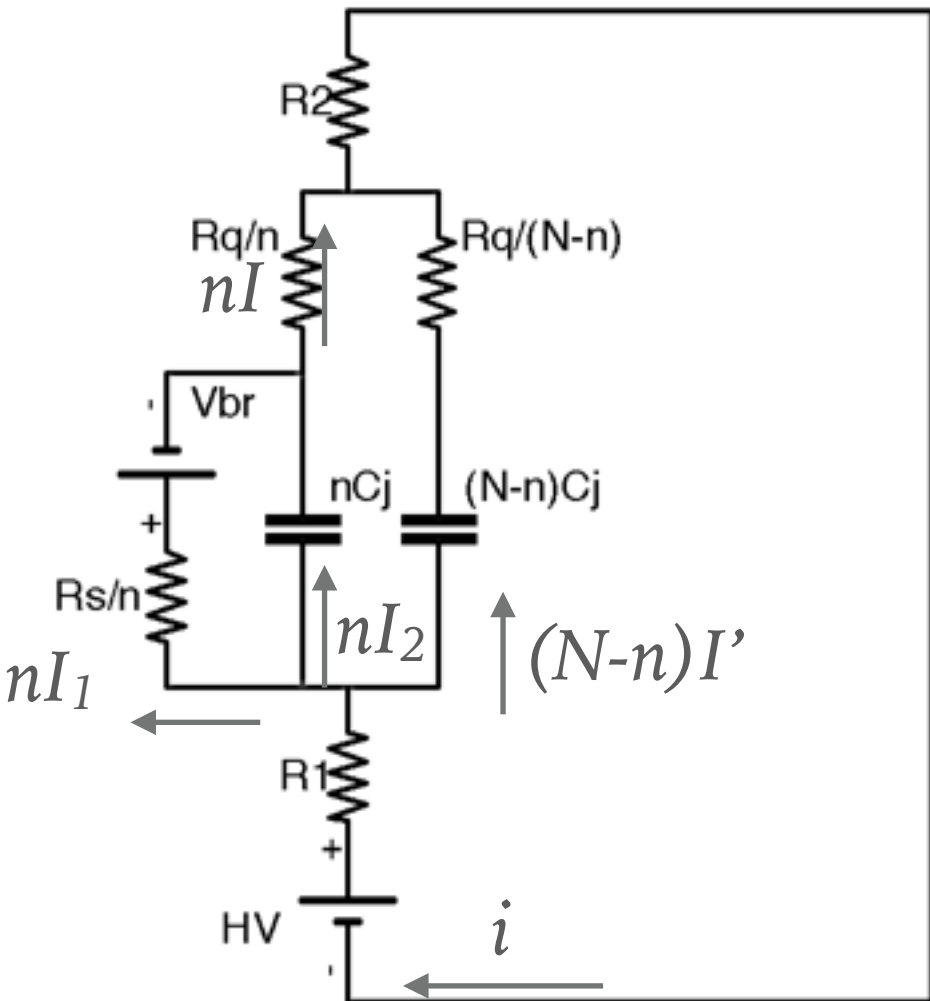 R2
Rq/n
Rq/(N-n)
nI
-
Vbr
nCj
(N-n)Cj
+
Rs/n
nI₂
(N-n)I’
nI₁
R1
+
HV
i
-